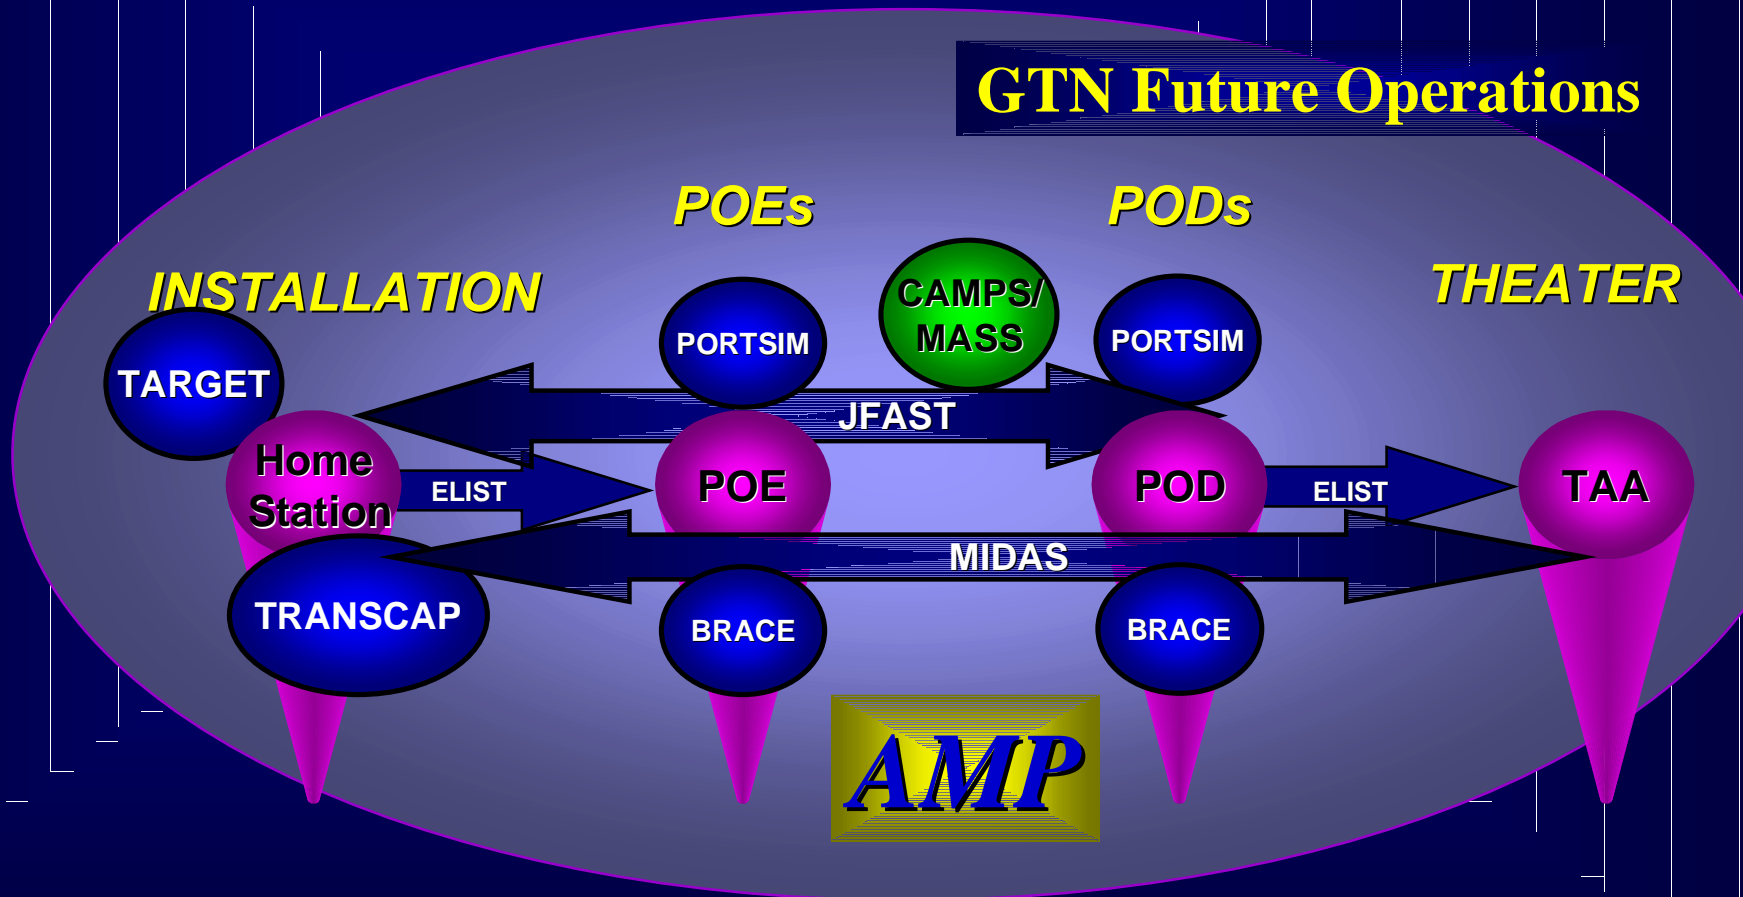 GTN Future Operations
POEs
PODs
INSTALLATION
THEATER
CAMPS/
MASS
PORTSIM
PORTSIM
TARGET
JFAST
Home
Station
ELIST
POE
POD
ELIST
TAA
MIDAS
TRANSCAP
BRACE
BRACE
AMP